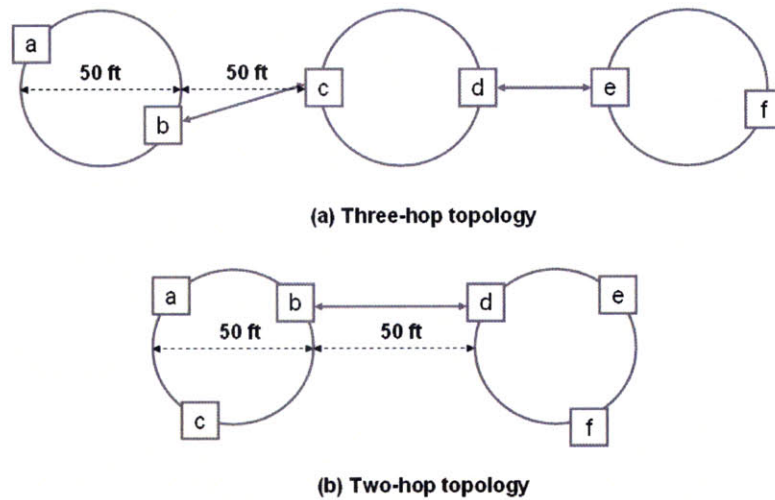 a
50 ft 50 ft c d e
b f
(a) Three-hop topology
a b d e
50 ft 50 ft
c f
(b) Two-hop topology